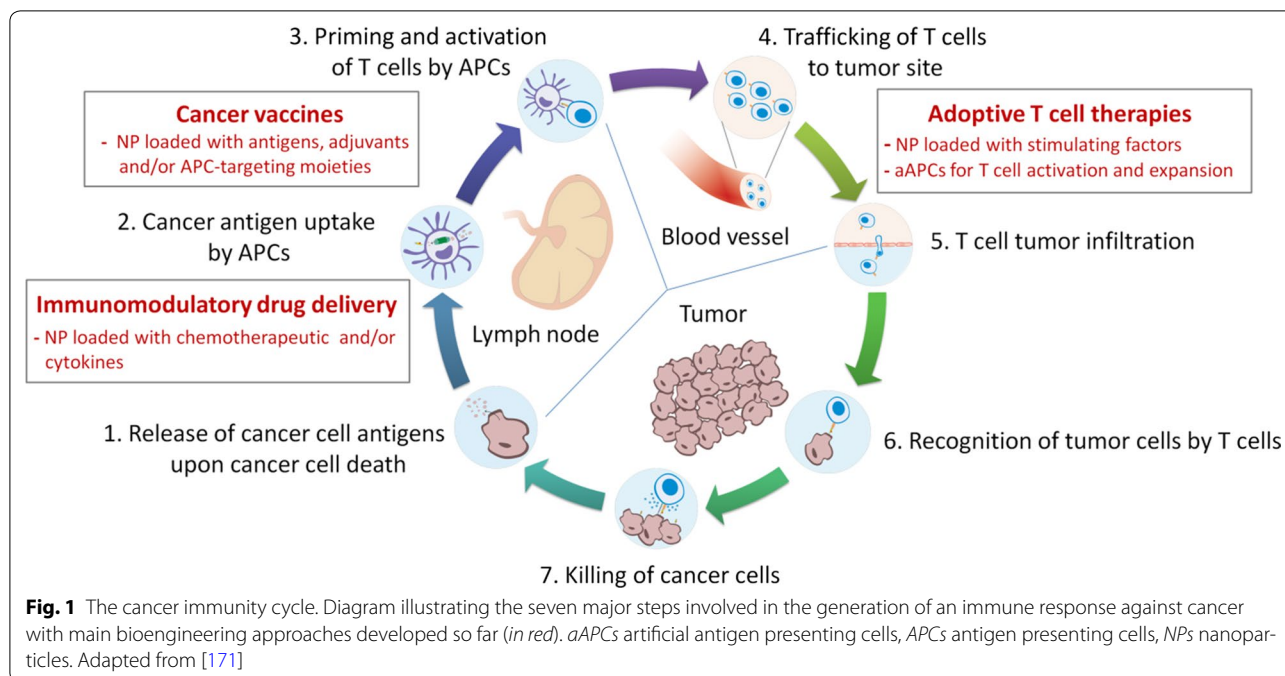 3. Priming and activation
of T cells by APCs
4. Trafficking of T cells
to tumor site
Cancer vaccines
- NP loaded with antigens, adjuvants
and/or APC-targeting moieties
Adoptive T cell therapies
- NP loaded with stimulating factors
- aAPCs for T cell activation and expansion
2. Cancer antigen uptake
by APCs
Blood vessel
5. T cell tumor infiltration
Immunomodulatory drug delivery
- NP loaded with chemotherapeutic and/or
cytokines
Lymph node
Tumor
1. Release of cancer cell antigens
upon cancer cell death
6. Recognition of tumor cells by T cells
7. Killing of cancer cells
Fig. 1 The cancer immunity cycle. Diagram illustrating the seven major steps involved in the generation of an immune response against cancer
with main bioengineering approaches developed so far (in red). aAPCs artificial antigen presenting cells, APCs antigen presenting cells, NPs nanopar-
ticles. Adapted from [171]